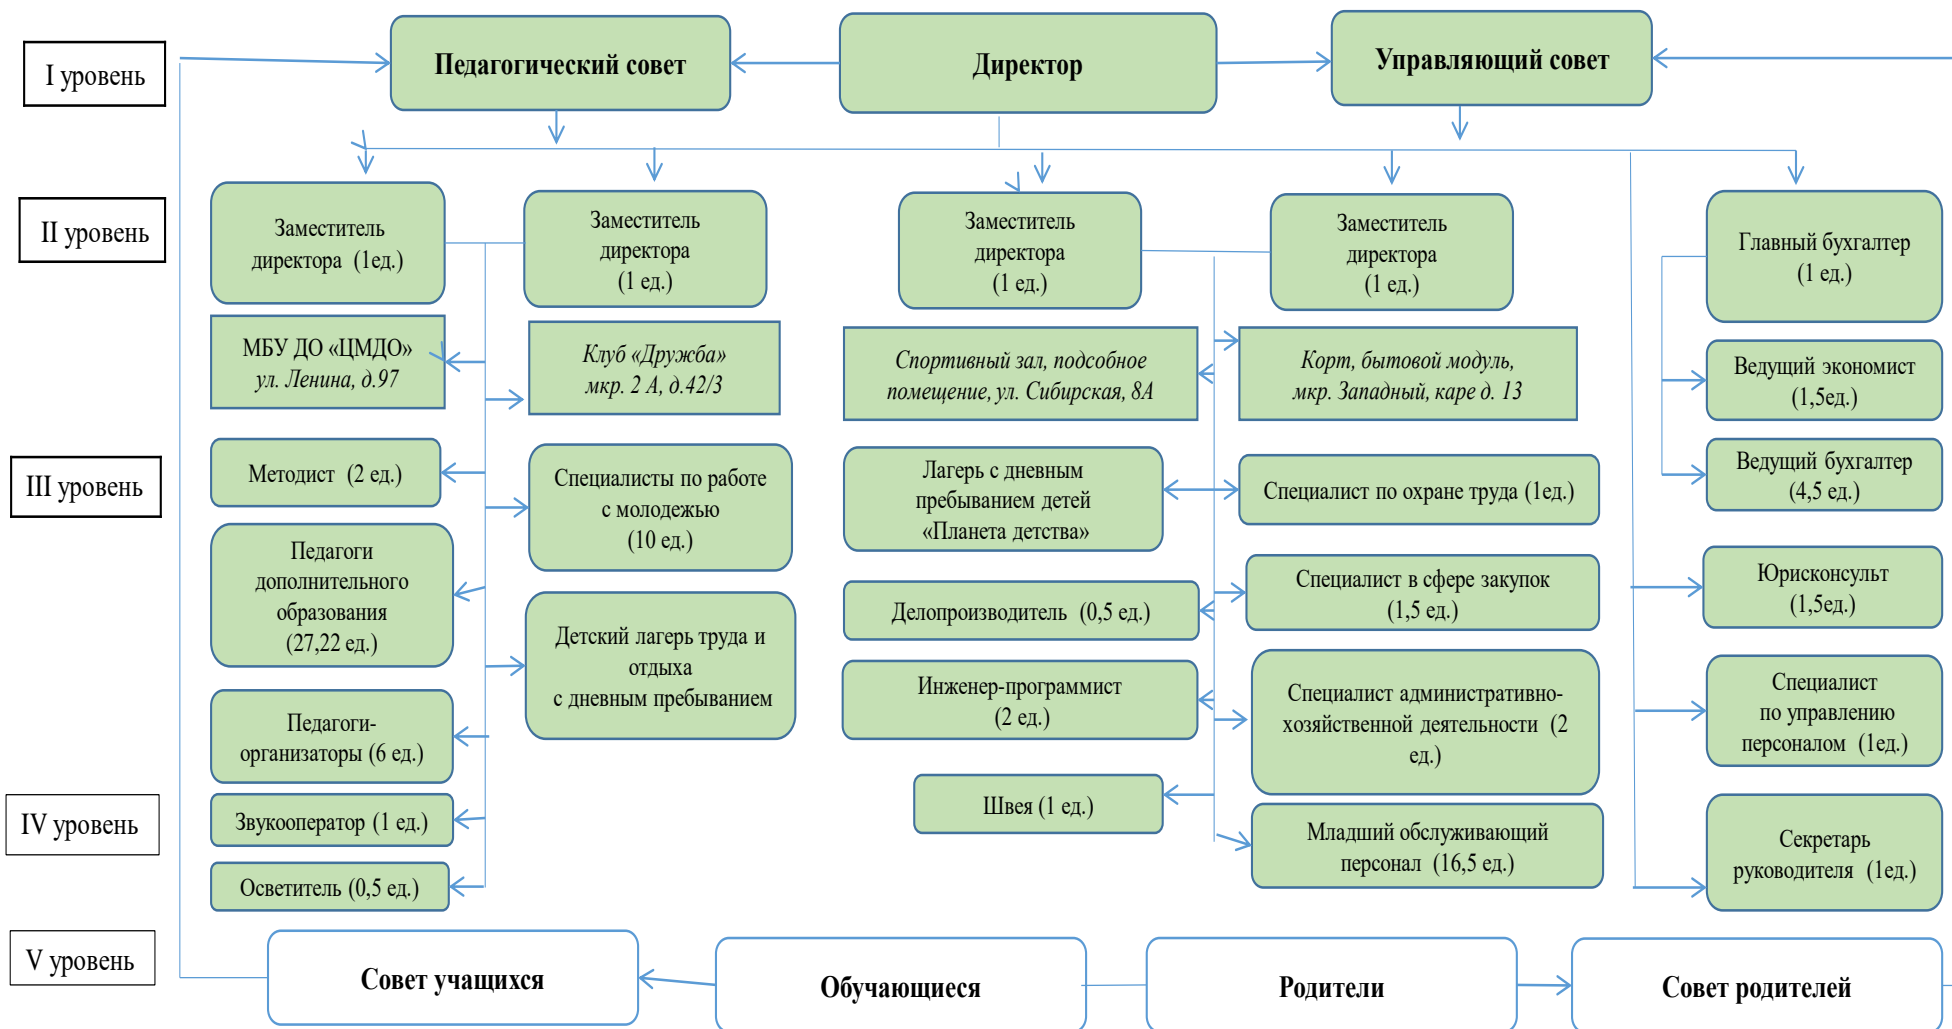 I уровень
Педагогический совет
Директор
Управляющий совет
II уровень
Заместитель
директора (1ед.)
Заместитель
директора
(1 ед.)
Заместитель
директора
(1 ед.)
Заместитель
директора
(1 ед.)
Главный бухгалтер
(1 ед.)
МБУ ДО «ЦМДО»
ул. Ленина, д.97
Клуб «Дружба»
мкр. 2 А, д.42/3
Спортивный зал, подсобное
помещение, ул. Сибирская, 8А
Корт, бытовой модуль,
мкр. Западный, каре д. 13
Ведущий экономист
(1,5ед.)
III уровень
Методист (2 ед.)
Специалисты по работе
с молодежью
(10 ед.)
Лагерь с дневным
пребыванием детей
«Планета детства»
Специалист по охране труда (1ед.)
Ведущий бухгалтер
(4,5 ед.)
Педагоги
дополнительного
образования
(27,22 ед.)
Детский лагерь труда и
отдыха
с дневным пребыванием
Делопроизводитель (0,5 ед.)
Специалист в сфере закупок
(1,5 ед.)
Юрисконсульт
(1,5ед.)
Педагоги-
организаторы (6 ед.)
Инженер-программист
(2 ед.)
Специалист административно-
хозяйственной деятельности (2
ед.)
Специалист
по управлению
персоналом (1ед.)
IV уровень
Звукооператор (1 ед.)
Швея (1 ед.)
Младший обслуживающий
персонал (16,5 ед.)
Секретарь
руководителя (1ед.)
Осветитель (0,5 ед.)
V уровень
Совет учащихся
Обучающиеся
Родители
Совет родителей